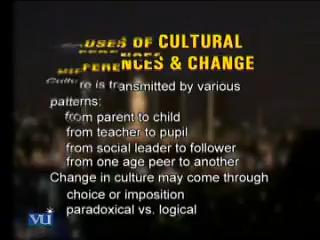 USES OF CULTURAL
NCES & CHANGE
Culture is transmitted by various
patterns:
from parent to child
from teacher to pupil
from social leader to follower
from one age peer to another
Change in culture may come through
choice or imposition
paradoxical vs. logical
VU